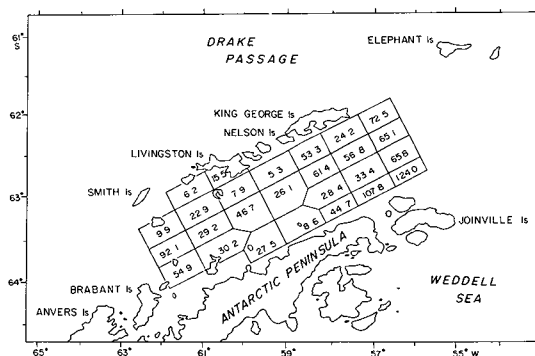 61°
S
DRAKE
PASSAGE
ELEPHANT Is
62°
KING GEORGE Is
NELSON Is
LIVINGSTON Is
SMITH Is
63°
72.5
24.2
53.3
65.1
5.3
56.8
15.5
7.9
61.4
65.8
6.2
26.1
33.4
124.0
22.9
46.7
28.4
107.8
9.9
29.2
8.6
44.7
92.1
30.2
27.5
54.9
JOINVILLE Is
64°
BRABANT Is
ANTARCTIC PENINSULA
WEDDELL
SEA
ANVERS Is
65° 63° 61° 59° 57° 55° W